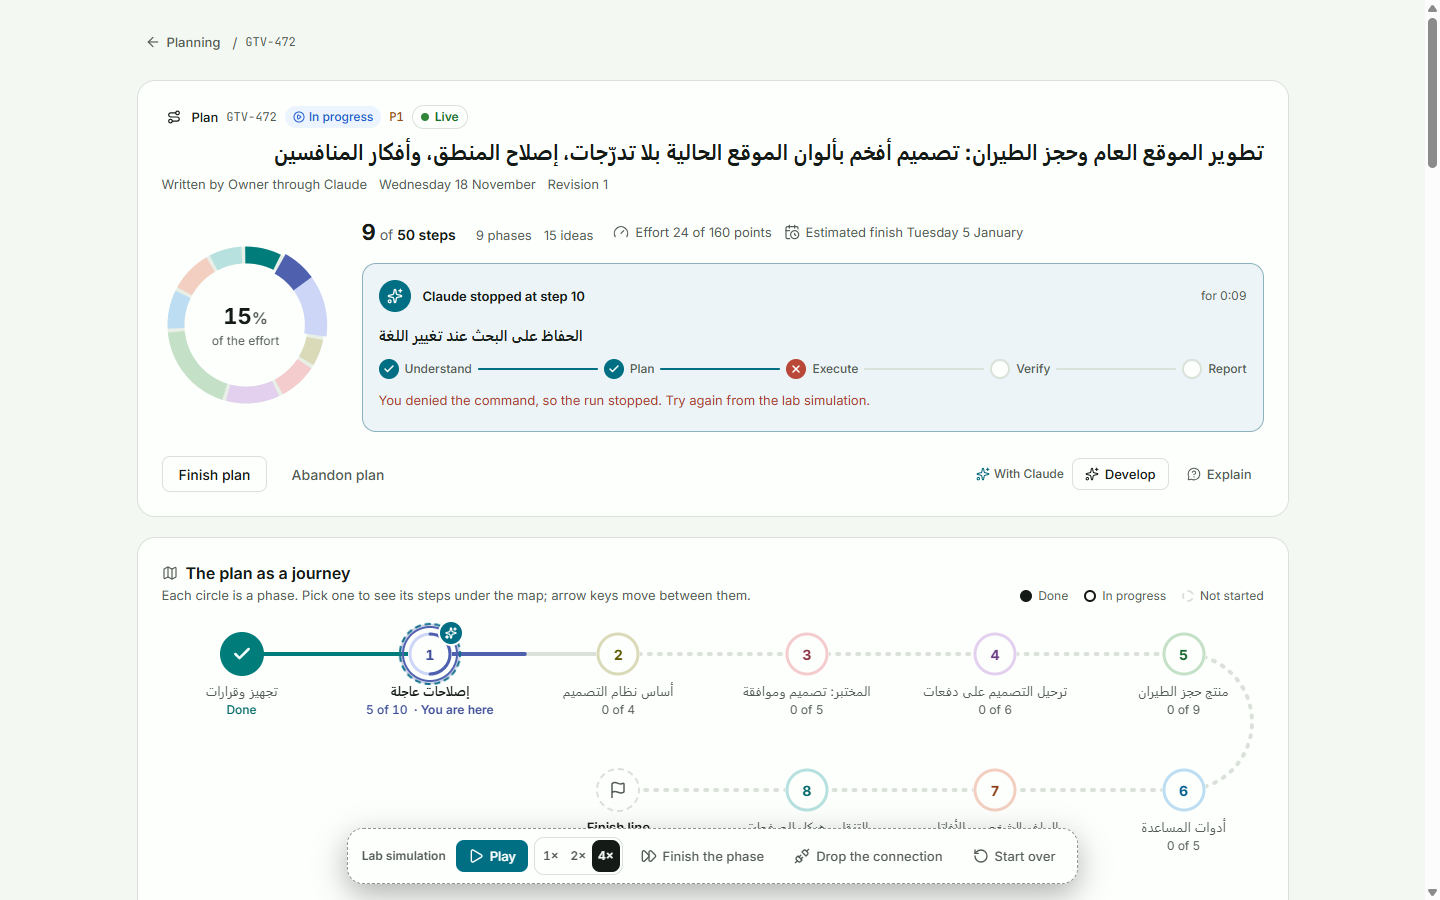 Planning / GTV-472
Plan GTV-472 In progress P1 Live
تطوير الموقع العام وحجز الطيران: تصميم أفخم بألوان الموقع الحالية بلا تدرّجات، إصلاح المنطق، وأفكار المنافسين
Written by Owner through Claude Wednesday 18 November Revision 1
9 of 50 steps 9 phases 15 ideas Effort 24 of 160 points Estimated finish Tuesday 5 January
15%
of the effort
Claude stopped at step 10 for 0:09
الحفاظ على البحث عند تغيير اللغة
Understand Plan Execute Verify Report
You denied the command, so the run stopped. Try again from the lab simulation.
Finish plan Abandon plan With Claude Develop Explain
The plan as a journey
Each circle is a phase. Pick one to see its steps under the map; arrow keys move between them.
Done In progress Not started
1 2 3 4 5
تجهيز وقرارات
Done
إصلاحات عاجلة
5 of 10 · You are here
أساس نظام التصميم
0 of 4
المختبر: تصميم وموافقة
0 of 5
ترحيل التصميم على دفعات
0 of 6
منتج حجز الطيران
0 of 9
8 7 6
Finish line
أدوات المساعدة
0 of 5
Lab simulation Play 1× 2× 4× Finish the phase Drop the connection Start over